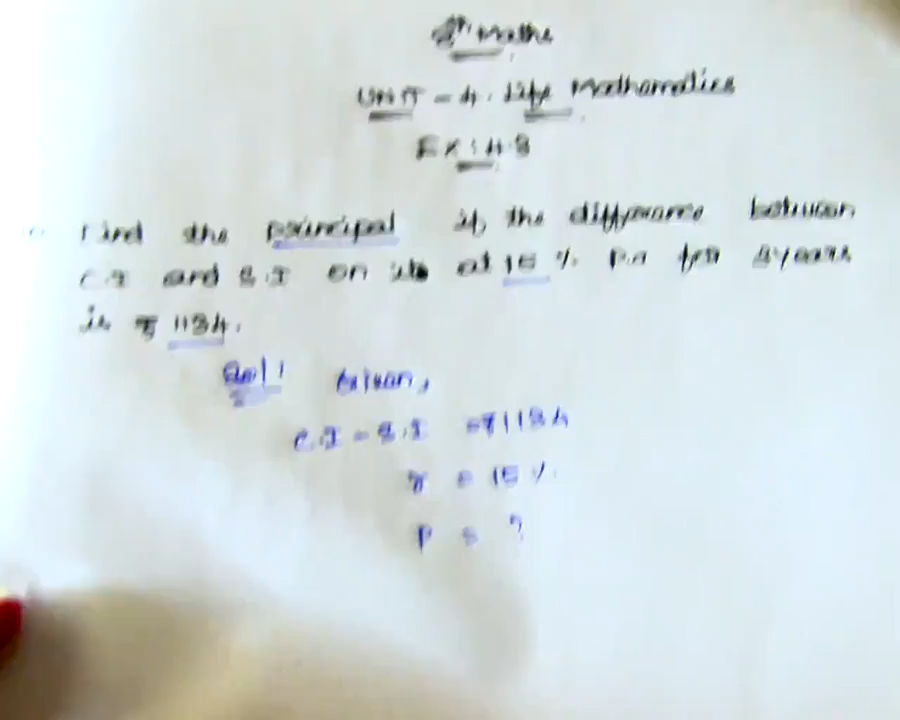 8th Maths
UNIT - 4. Life Mathematics
EX : 4.3
Find the principal if the difference between
C.I and S.I on it at 15 % P.a for 3 years
is ₹ 1134.
Sol:
Given,
C.I - S.I = ₹1134
r = 15 %
P = ?